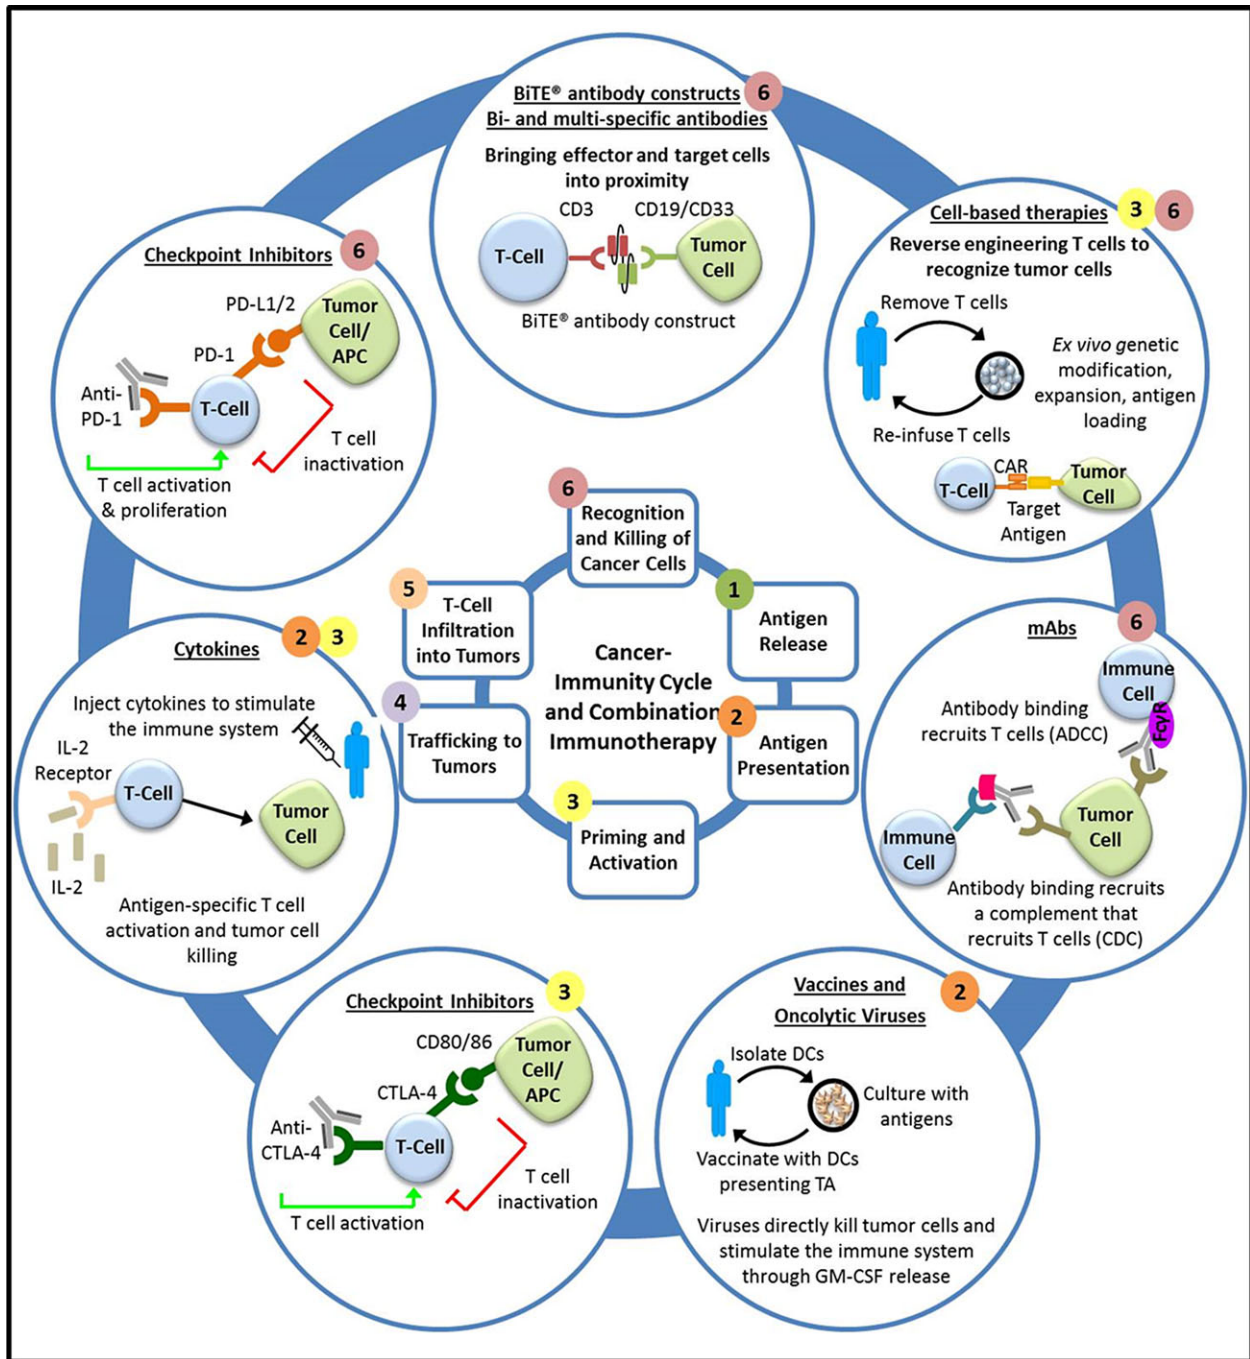 BiTE® antibody constructs
6
Bi- and multi-specific antibodies
Bringing effector and target cells
into proximity
CD3
CD19/CD33
T-Cell
Tumor
Cell
BiTE® antibody construct
Cell-based therapies
3
6
Reverse engineering T cells to
recognize tumor cells
Remove T cells
Ex vivo genetic
modification,
expansion, antigen
loading
Re-infuse T cells
T-Cell
CAR
Tumor
Cell
Target
Antigen
mAbs
6
Immune
Cell
FcγR
Antibody binding
recruits T cells (ADCC)
Immune
Cell
Tumor
Cell
Antibody binding recruits
a complement that
recruits T cells (CDC)
Vaccines and
2
Oncolytic Viruses
Isolate DCs
Culture with
antigens
Vaccinate with DCs
presenting TA
Viruses directly kill tumor cells and
stimulate the immune system
through GM-CSF release
Checkpoint Inhibitors
3
CD80/86
Tumor
Cell/
APC
CTLA-4
Anti-
CTLA-4
T-Cell
T cell
inactivation
T cell activation
Cytokines
2
3
Inject cytokines to stimulate
the immune system
IL-2
Receptor
T-Cell
Tumor
Cell
IL-2
Antigen-specific T cell
activation and tumor cell
killing
Checkpoint Inhibitors
6
PD-L1/2
Tumor
Cell/
APC
PD-1
Anti-
PD-1
T-Cell
T cell
inactivation
T cell activation
& proliferation
6
Recognition
and Killing of
Cancer Cells
1
Antigen
Release
2
Antigen
Presentation
3
Priming and
Activation
4
Trafficking to
Tumors
5
T-Cell
Infiltration
into Tumors
Cancer-
Immunity Cycle
and Combination
Immunotherapy